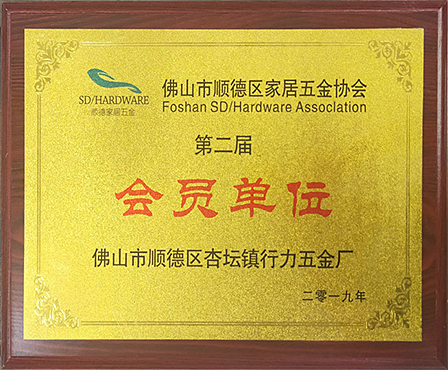 SD/HARDWARE
顺德家居五金
佛山市顺德区家居五金协会
Foshan SD/Hardware Association
第二届
会员单位
佛山市顺德区杏坛镇行力五金厂
二零一九年